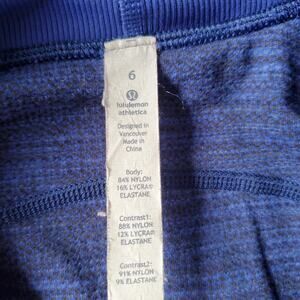 6
lululemon
athletica
Designed in
Vancouver
Made in
China
Body:
84% NYLON
16% LYCRA®
ELASTANE
Contrast1:
88% NYLON
12% LYCRA®
ELASTANE
Contrast2:
91% NYLON
9% ELASTANE